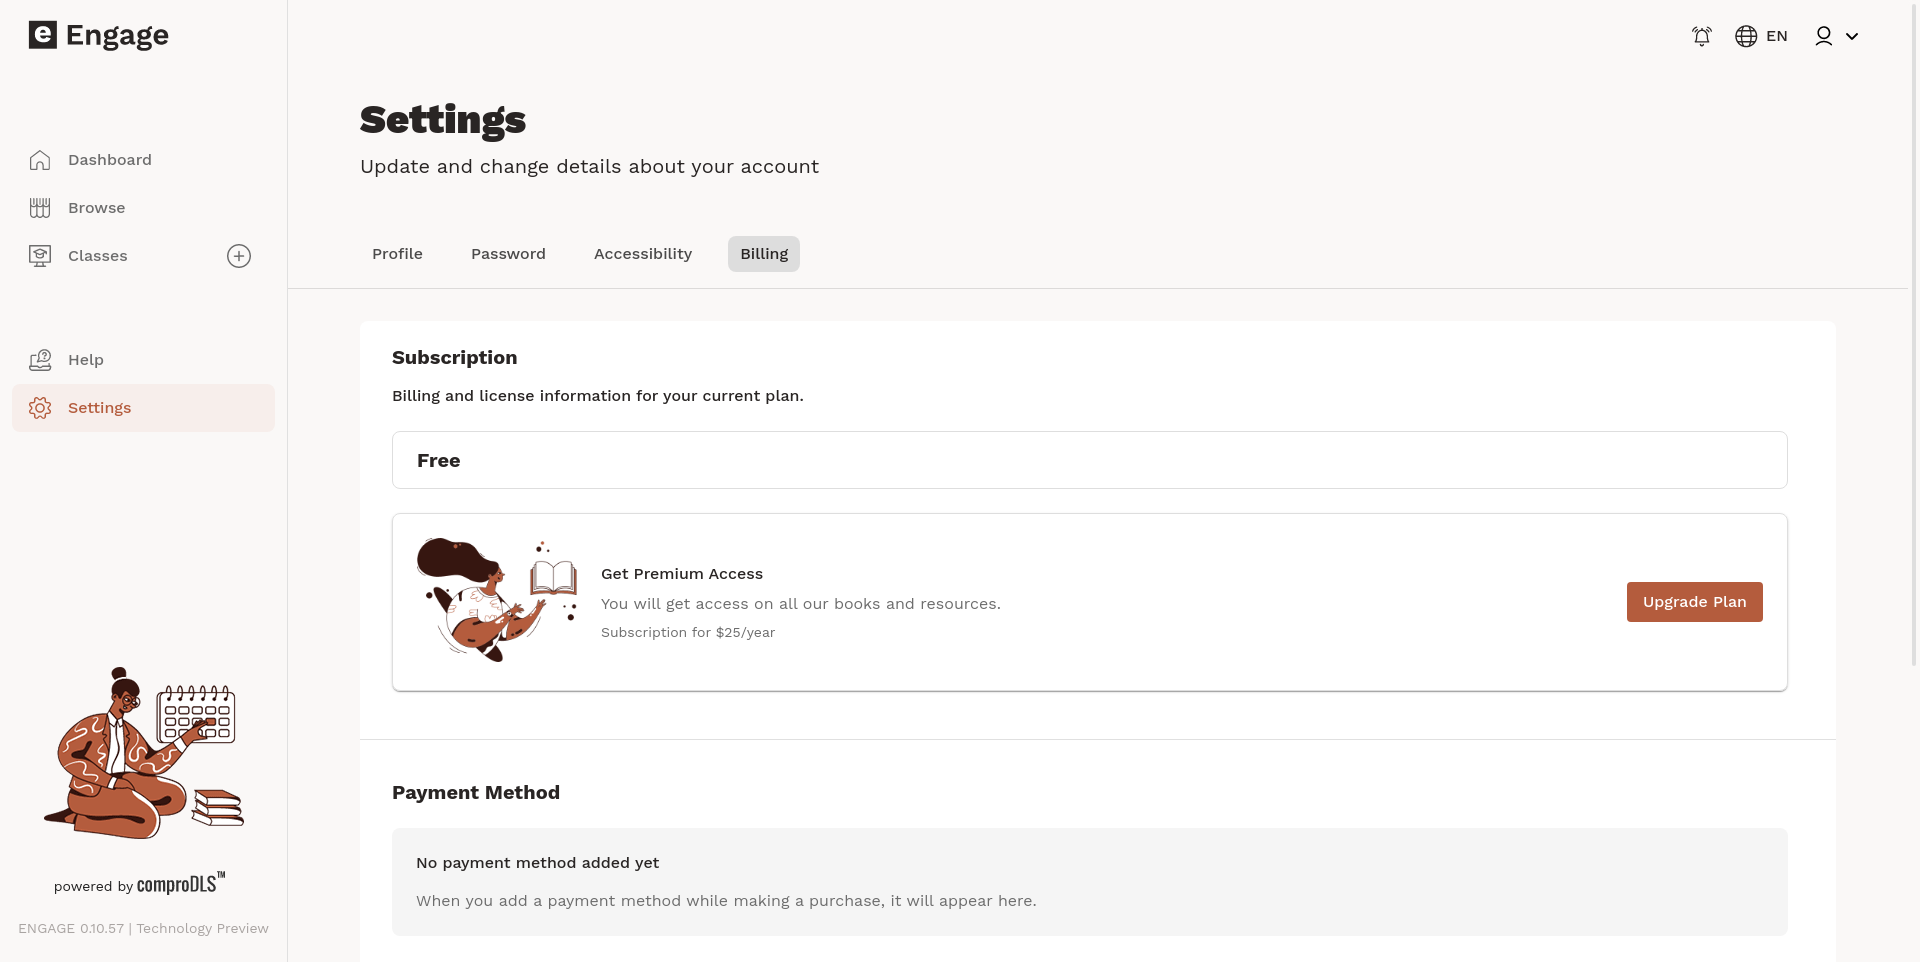 e Engage
EN
Dashboard
Browse
Classes
Help
Settings
powered by comproDLS™
ENGAGE 0.10.57 | Technology Preview
Settings
Update and change details about your account
Profile Password Accessibility Billing
Subscription
Billing and license information for your current plan.
Free
Get Premium Access
You will get access on all our books and resources.
Subscription for $25/year
Upgrade Plan
Payment Method
No payment method added yet
When you add a payment method while making a purchase, it will appear here.